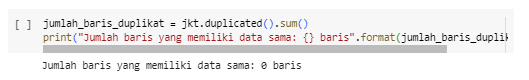 [ ] jumlah_baris_duplikat = jkt.duplicated().sum()
print("Jumlah baris yang memiliki data sama: {} baris".format(jumlah_baris_duplik
Jumlah baris yang memiliki data sama: 0 baris